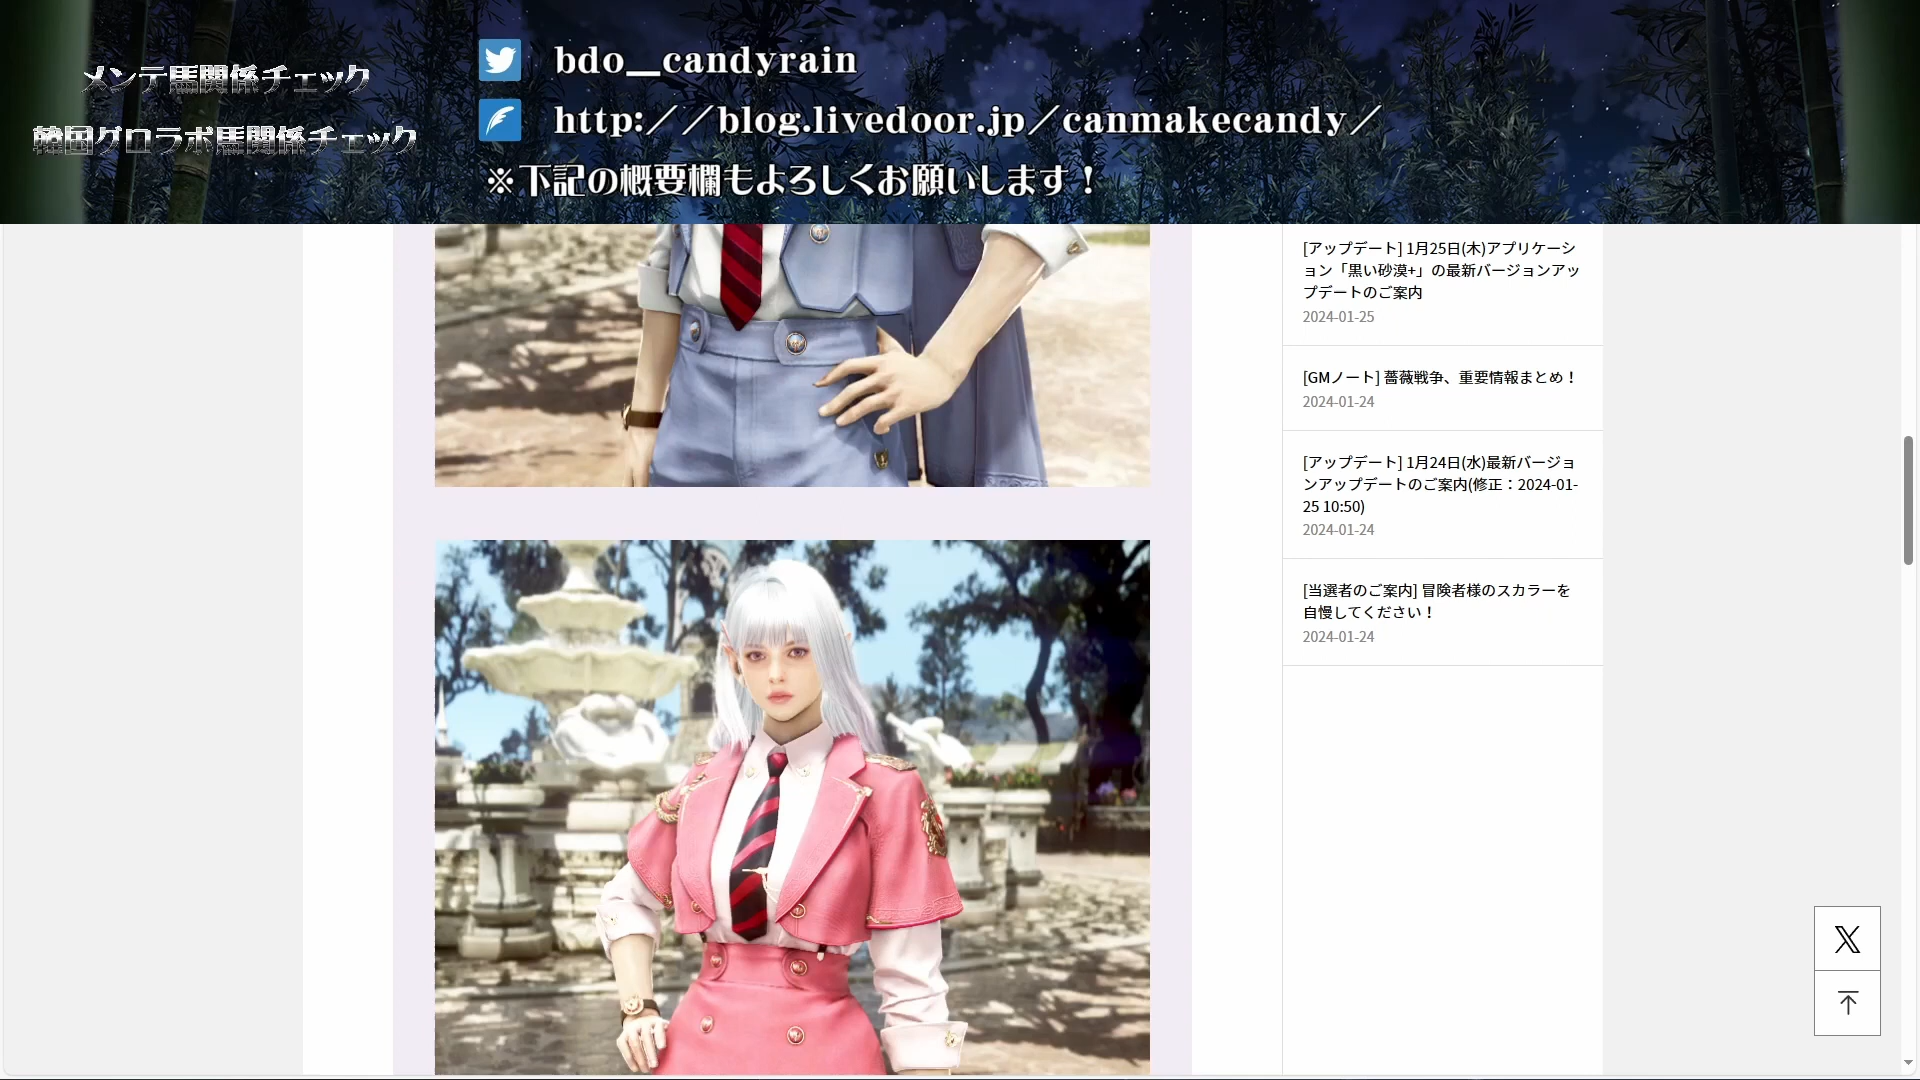 メンテ馬関係チェック
韓国グロラボ馬関係チェック
bdo__candyrain
http://blog.livedoor.jp/canmakecandy/
※下記の概要欄もよろしくお願いします！
[アップデート] 1月25日(木)アプリケーシ
ョン「黒い砂漠+」の最新バージョンアッ
プデートのご案内
2024-01-25
[GMノート] 薔薇戦争、重要情報まとめ！
2024-01-24
[アップデート] 1月24日(水)最新バージョ
ンアップデートのご案内(修正：2024-01-
25 10:50)
2024-01-24
[当選者のご案内] 冒険者様のスカラーを
自慢してください！
2024-01-24